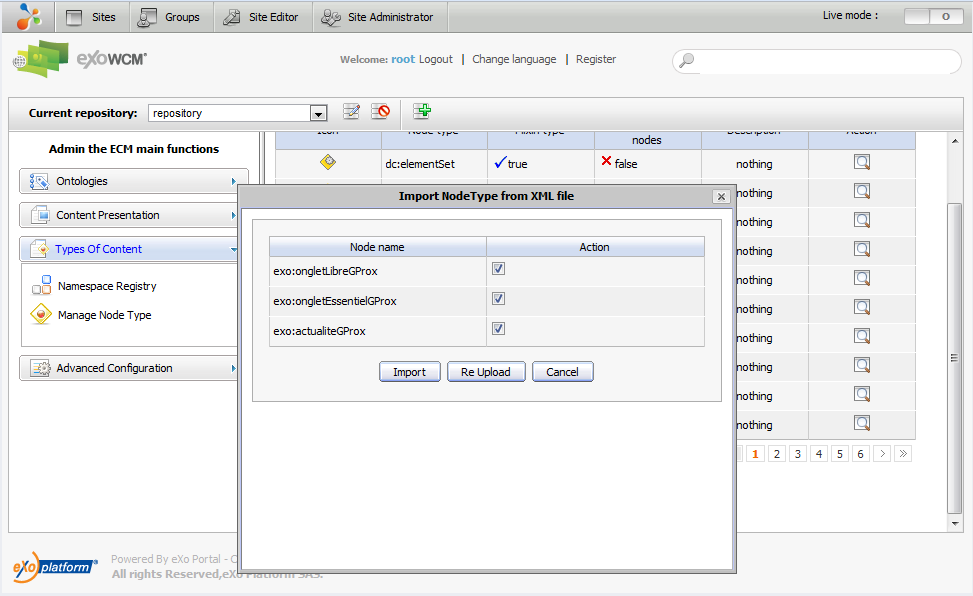 Sites Groups Site Editor Site Administrator Live mode :
eXoWCM
Welcome: root Logout | Change language | Register
Current repository: repository
Admin the ECM main functions
Ontologies
Content Presentation
Types Of Content
Namespace Registry
Manage Node Type
Advanced Configuration
Icon Node type Mixin type nodes Description Action
dc:elementSet true false nothing
nothing
nothing
nothing
nothing
nothing
nothing
nothing
nothing
nothing
1 2 3 4 5 6
Import NodeType from XML file
Node name Action
exo:ongletLibreGProx
exo:ongletEssentielGProx
exo:actualiteGProx
Import Re Upload Cancel
eXo platform
Powered By eXo Portal - C
All rights Reserved,eXo Platform SAS.